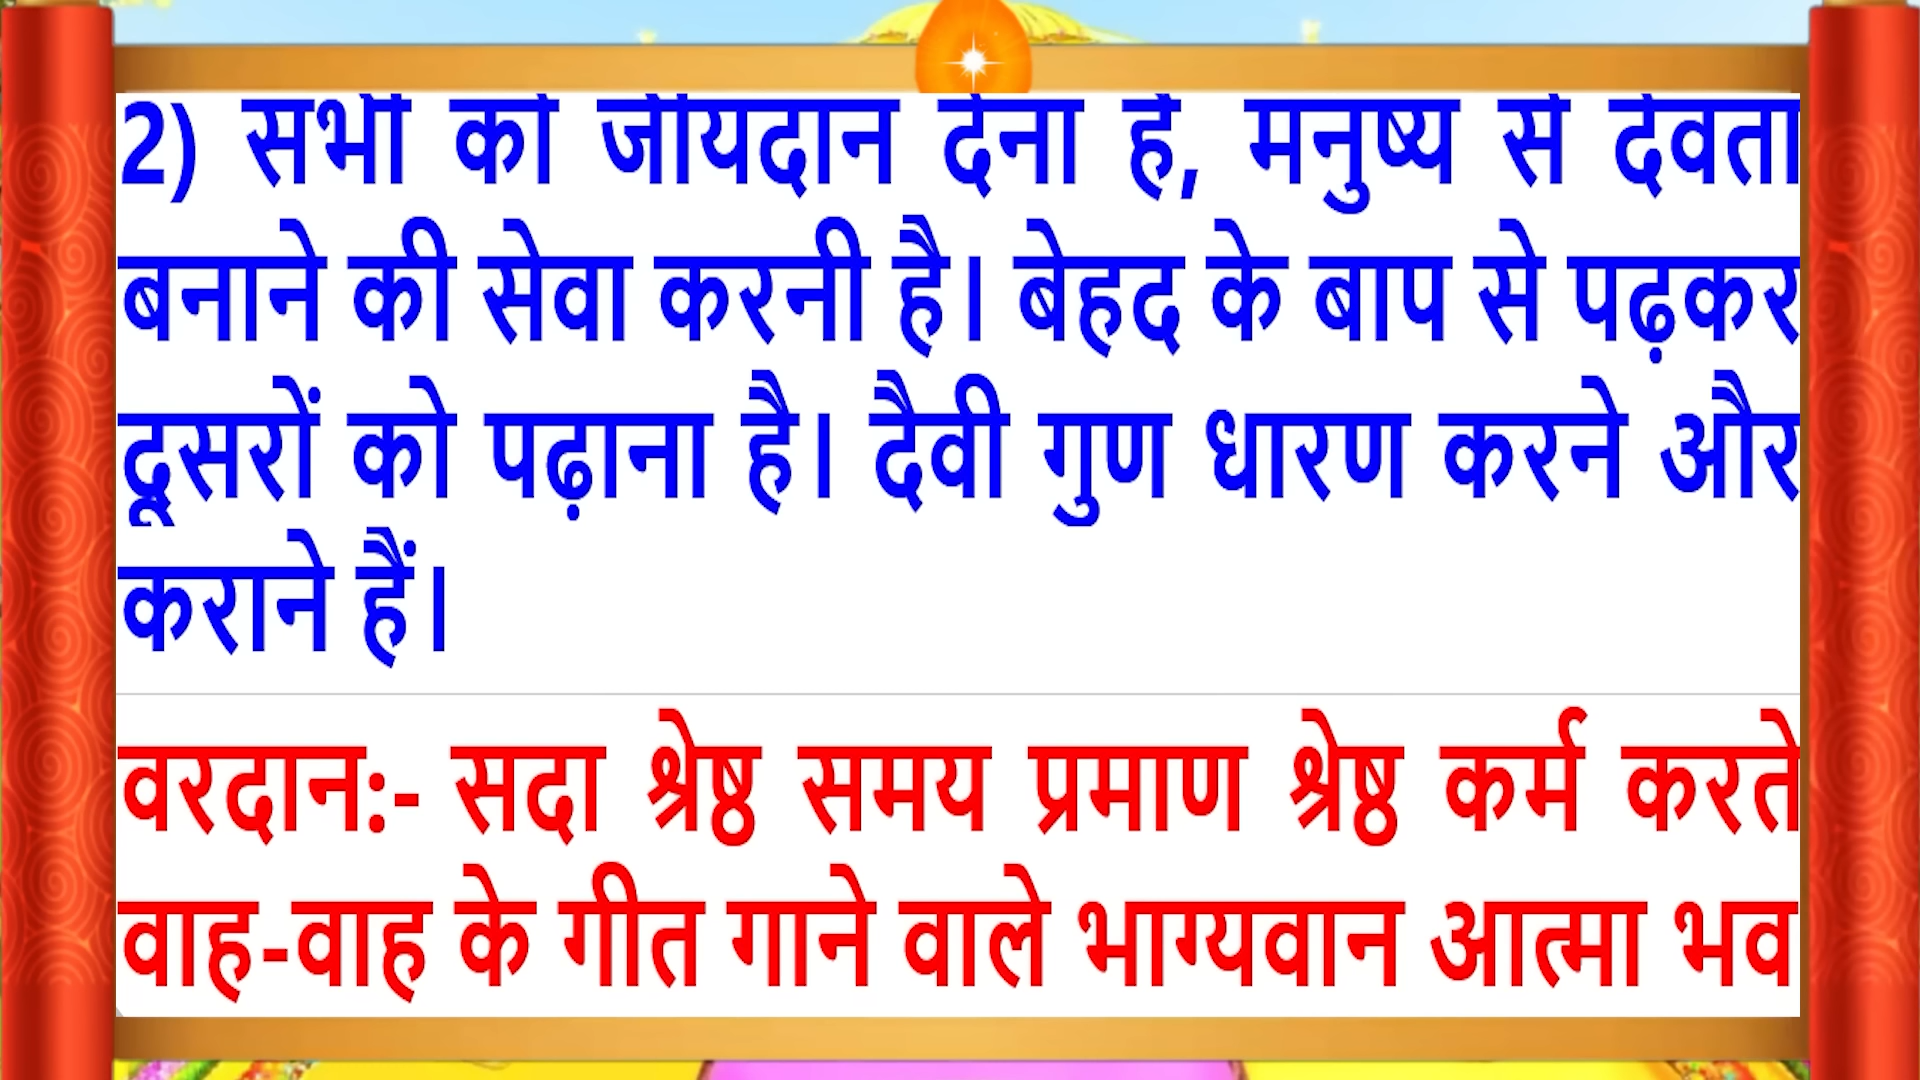 2) सभी को जीयदान देना है, मनुष्य से देवता
बनाने की सेवा करनी है। बेहद के बाप से पढ़कर
दूसरों को पढ़ाना है। दैवी गुण धारण करने और
कराने हैं।
वरदान:- सदा श्रेष्ठ समय प्रमाण श्रेष्ठ कर्म करते
वाह-वाह के गीत गाने वाले भाग्यवान आत्मा भव